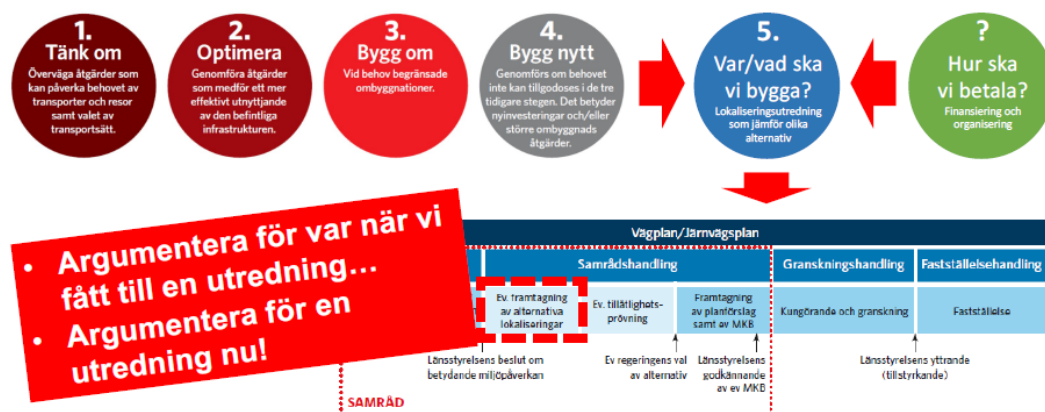 1.
Tänk om
Överväga åtgärder som
kan påverka behovet av
transporter och resor
samt valet av
transportsätt.
2.
Optimera
Genomföra åtgärder
som medför ett mer
effektivt utnyttjande
av den befintliga
infrastrukturen.
3.
Bygg om
Vid behov begränsade
ombyggnationer.
4.
Bygg nytt
Genomförs om behovet
inte kan tillgodoses i de tre
tidigare stegen. Det betyder
nyinvesteringar och/eller
större ombyggnads
åtgärder.
5.
Var/vad ska
vi bygga?
Lokaliseringsutredning
som jämför olika
alternativ
?
Hur ska
vi betala?
Finansiering och
organisering
• Argumentera för var när vi
fått till en utredning...
• Argumentera för en
utredning nu!
Vägplan/Järnvägsplan
Samrådshandling
Granskningshandling
Fastställelsehandling
Ev. framtagning
av alternativa
lokaliseringar
Ev. tillåtlighets-
prövning
Framtagning
av planförslag
samt ev MKB
Kungörande och granskning
Fastställelse
Länsstyrelsens beslut om
betydande miljöpåverkan
Ev regeringens val
av alternativ
Länsstyrelsens
godkännande
av ev MKB
Länsstyrelsens yttrande
(tillstyrkande)
SAMRÅD